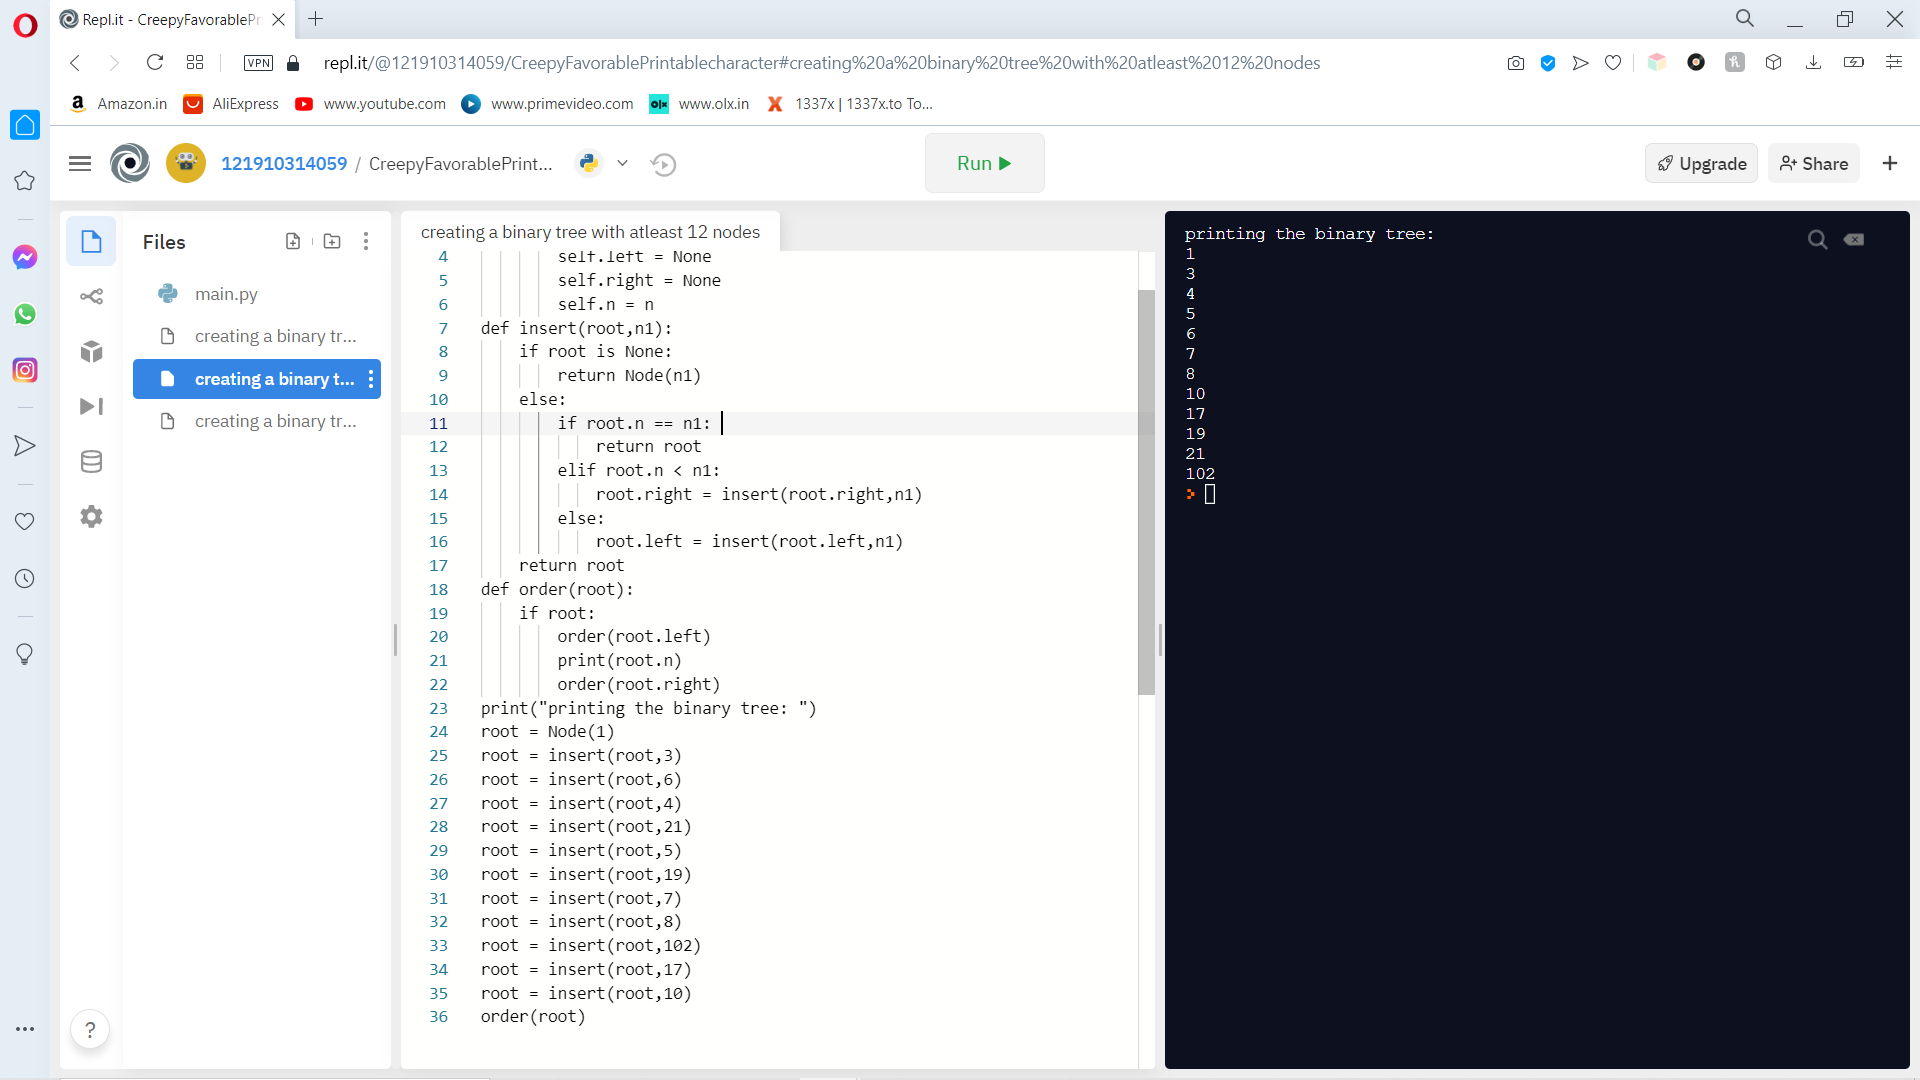 Repl.it - CreepyFavorablePr
VPN
repl.it/@121910314059/CreepyFavorablePrintablecharacter#creating%20a%20binary%20tree%20with%20atleast%2012%20nodes
Amazon.in
AliExpress
www.youtube.com
www.primevideo.com
olx
www.olx.in
1337x | 1337x.to To...
121910314059 / CreepyFavorablePrint...
Run
Upgrade
Share
Files
main.py
creating a binary tr...
creating a binary t...
creating a binary tr...
?
creating a binary tree with atleast 12 nodes
4 self.left = None
5 self.right = None
6 self.n = n
7 def insert(root,n1):
8 if root is None:
9 return Node(n1)
10 else:
11 if root.n == n1:
12 return root
13 elif root.n < n1:
14 root.right = insert(root.right,n1)
15 else:
16 root.left = insert(root.left,n1)
17 return root
18 def order(root):
19 if root:
20 order(root.left)
21 print(root.n)
22 order(root.right)
23 print("printing the binary tree: ")
24 root = Node(1)
25 root = insert(root,3)
26 root = insert(root,6)
27 root = insert(root,4)
28 root = insert(root,21)
29 root = insert(root,5)
30 root = insert(root,19)
31 root = insert(root,7)
32 root = insert(root,8)
33 root = insert(root,102)
34 root = insert(root,17)
35 root = insert(root,10)
36 order(root)
printing the binary tree:
1
3
4
5
6
7
8
10
17
19
21
102